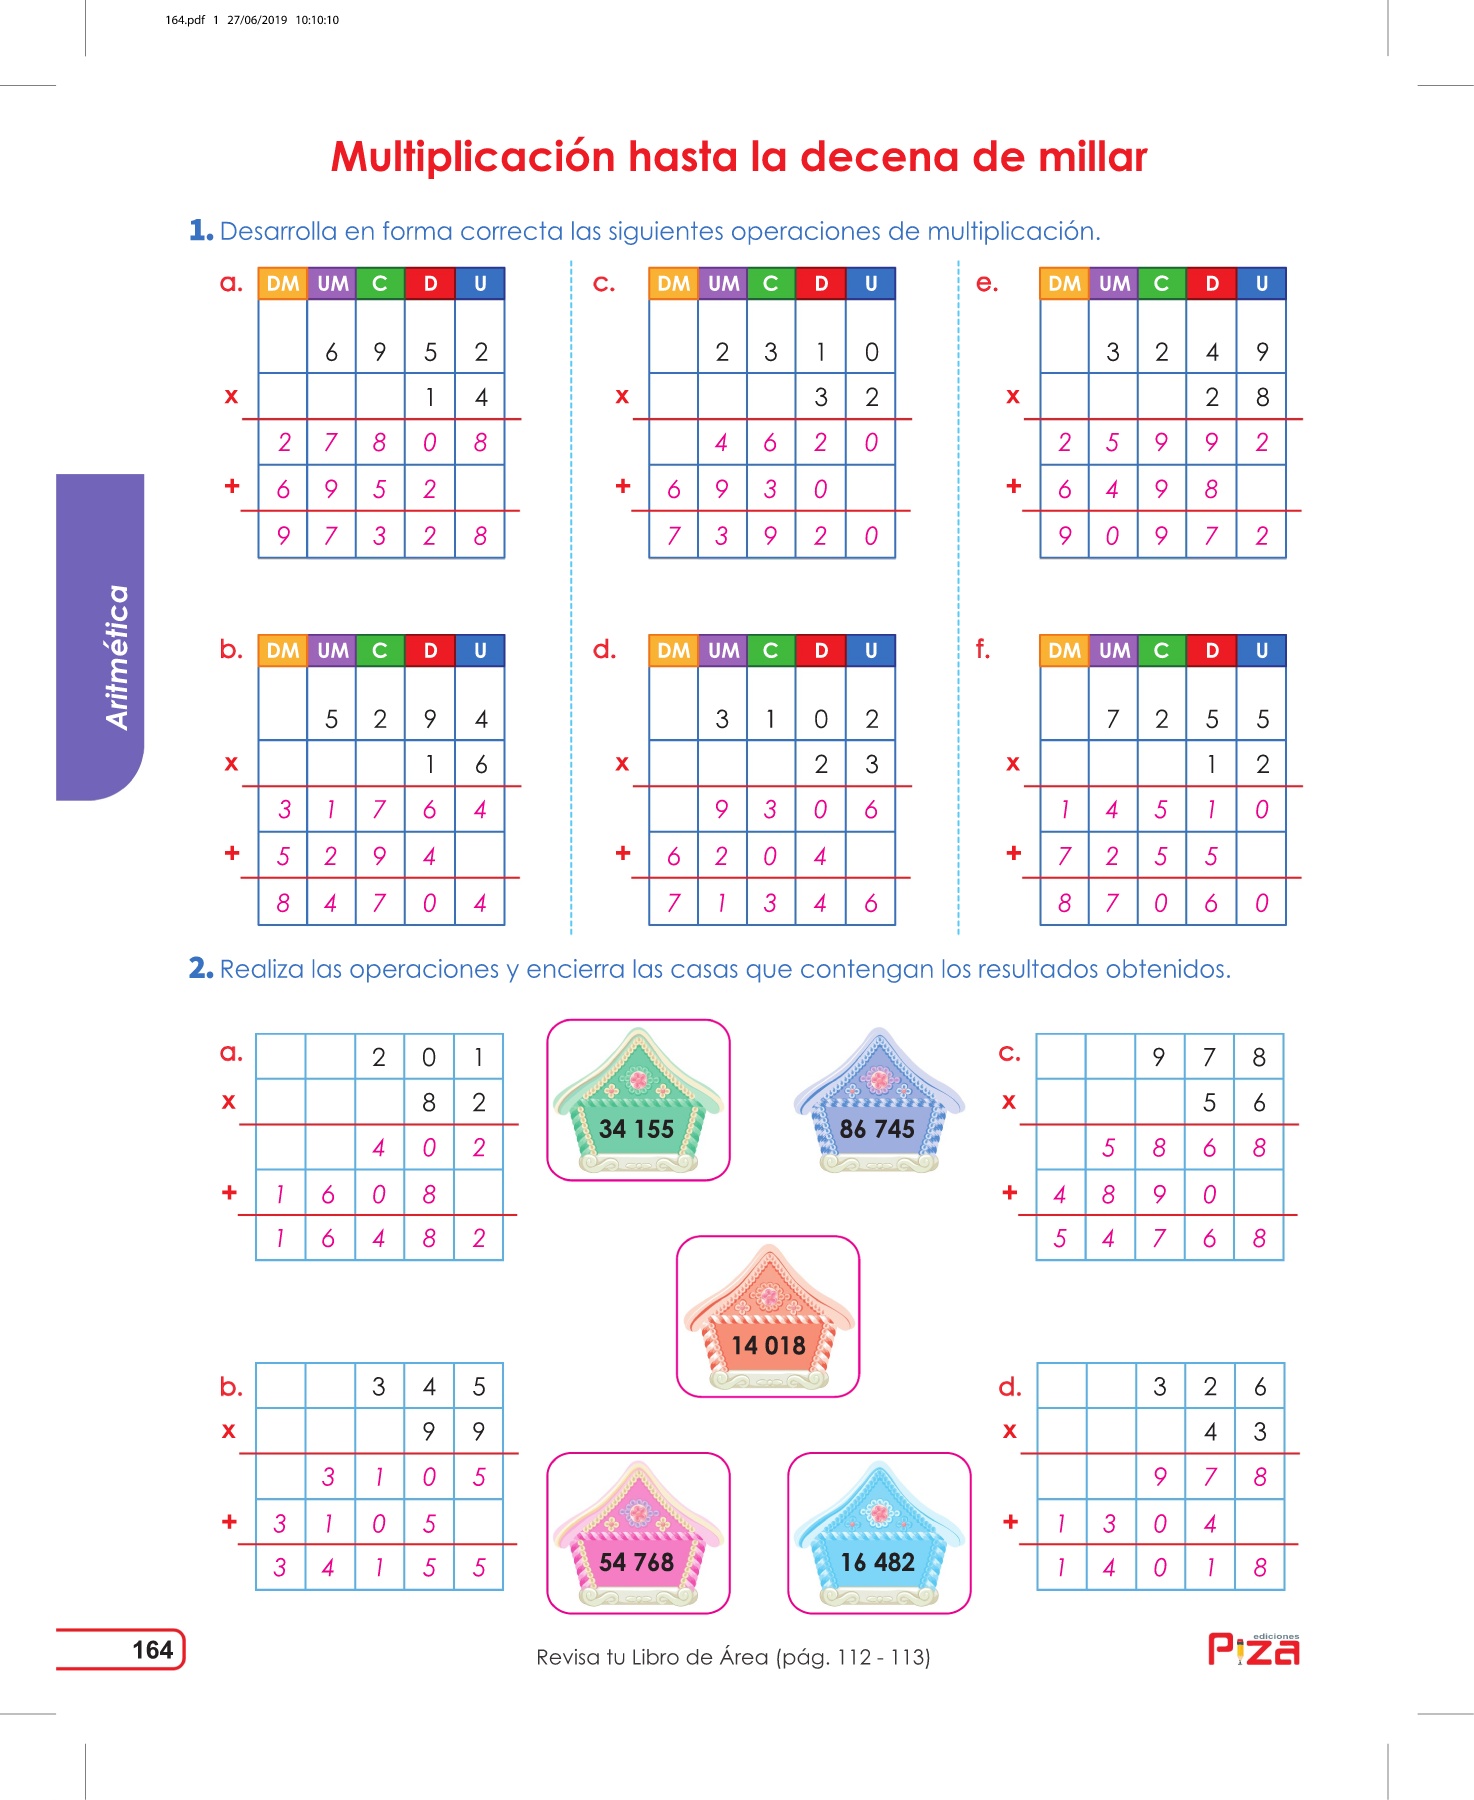 164.pdf 1 27/06/2019 10:10:10
Multiplicación hasta la decena de millar
1. Desarrolla en forma correcta las siguientes operaciones de multiplicación.
a. DM UM C D U
6 9 5 2
x 1 4
2 7 8 0 8
+ 6 9 5 2
9 7 3 2 8
c. DM UM C D U
2 3 1 0
x 3 2
4 6 2 0
+ 6 9 3 0
7 3 9 2 0
e. DM UM C D U
3 2 4 9
x 2 8
2 5 9 9 2
+ 6 4 9 8
9 0 9 7 2
b. DM UM C D U
5 2 9 4
x 1 6
3 1 7 6 4
+ 5 2 9 4
8 4 7 0 4
d. DM UM C D U
3 1 0 2
x 2 3
9 3 0 6
+ 6 2 0 4
7 1 3 4 6
f. DM UM C D U
7 2 5 5
x 1 2
1 4 5 1 0
+ 7 2 5 5
8 7 0 6 0
Aritmética
2. Realiza las operaciones y encierra las casas que contengan los resultados obtenidos.
a. 2 0 1
x 8 2
4 0 2
+ 1 6 0 8
1 6 4 8 2
34 155
86 745
c. 9 7 8
x 5 6
5 8 6 8
+ 4 8 9 0
5 4 7 6 8
14 018
b. 3 4 5
x 9 9
3 1 0 5
+ 3 1 0 5
3 4 1 5 5
54 768
16 482
d. 3 2 6
x 4 3
9 7 8
+ 1 3 0 4
1 4 0 1 8
164
Revisa tu Libro de Área (pág. 112 - 113)
ediciones
Piza